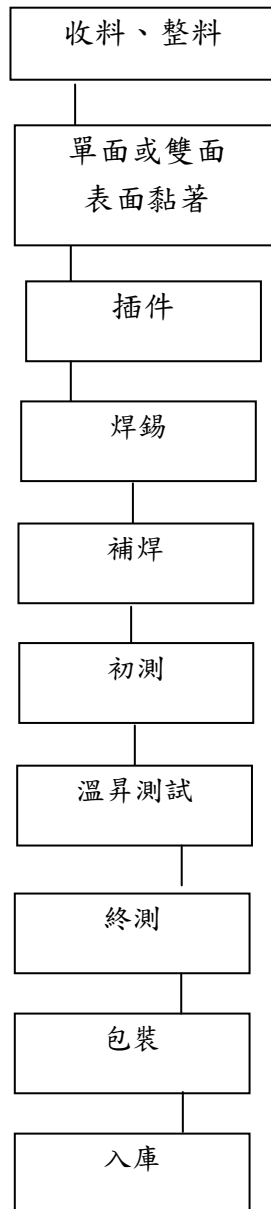 收料、整料
單面或雙面
表面黏著
插件
焊錫
補焊
初測
溫昇測試
終測
包裝
入庫